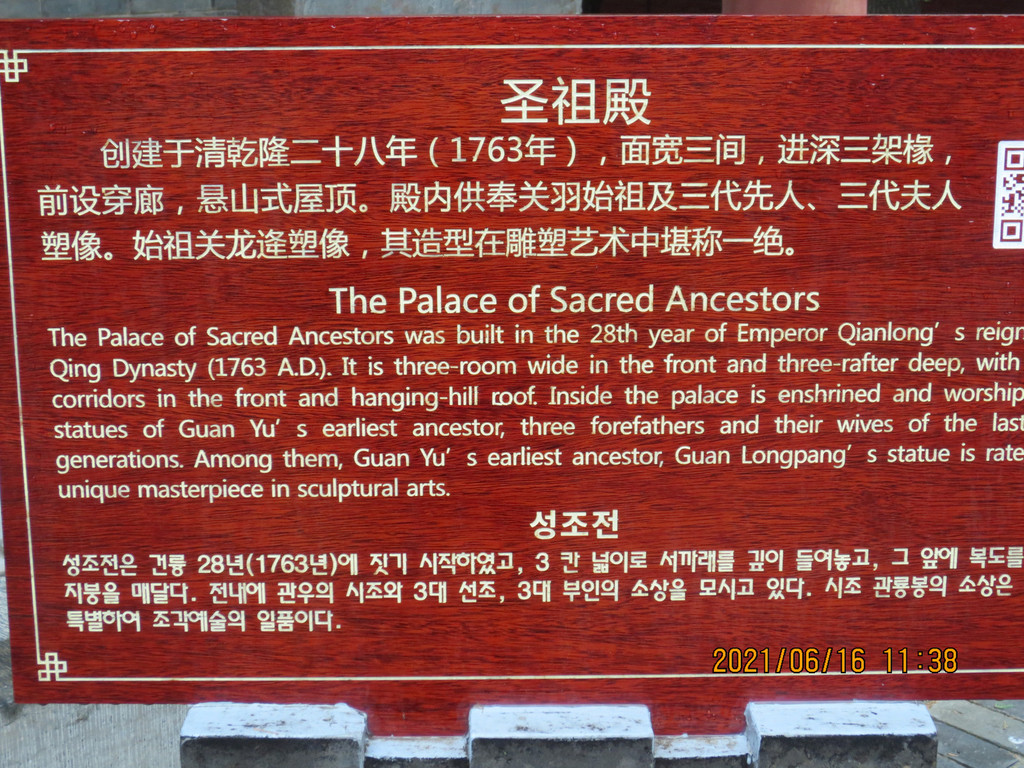 圣祖殿
创建于清乾隆二十八年（1763年），面宽三间，进深三架椽，
前设穿廊，悬山式屋顶。殿内供奉关羽始祖及三代先人、三代夫人
塑像。始祖关龙逄塑像，其造型在雕塑艺术中堪称一绝。
The Palace of Sacred Ancestors
The Palace of Sacred Ancestors was built in the 28th year of Emperor Qianlong's reign
Qing Dynasty (1763 A.D.). It is three-room wide in the front and three-rafter deep, with
corridors in the front and hanging-hill roof. Inside the palace is enshrined and worship
statues of Guan Yu's earliest ancestor, three forefathers and their wives of the last
generations. Among them, Guan Yu's earliest ancestor, Guan Longpang's statue is rate
unique masterpiece in sculptural arts.
성조전
성조전은 건륭 28년(1763년)에 짓기 시작하였고, 3 칸 넓이로 서까래를 깊이 들여놓고, 그 앞에 복도를
지붕을 매달다. 전내에 관우의 시조와 3대 선조, 3대 부인의 소상을 모시고 있다. 시조 관룡봉의 소상은
특별하여 조각예술의 일품이다.
2021/06/16 11:38